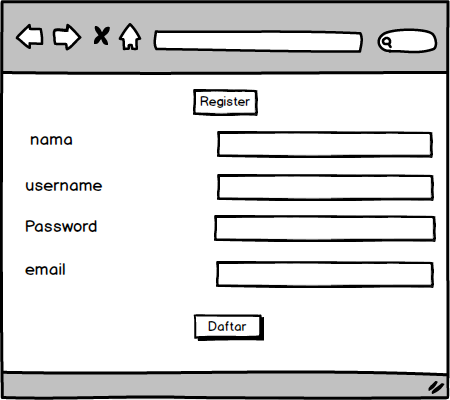 Register
nama
username
Password
email
Daftar